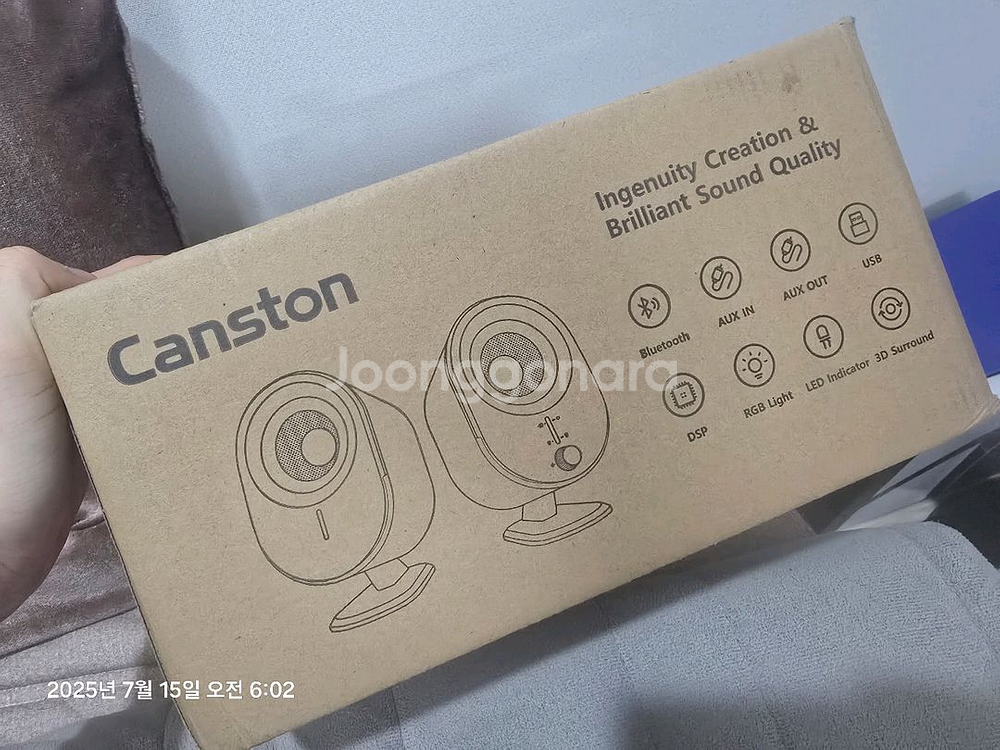 Canston
Ingenuity Creation &
Brilliant Sound Quality
Bluetooth
AUX IN
AUX OUT
USB
DSP
RGB Light
LED Indicator
3D Surround
Joongoonara
2025년 7월 15일 오전 6:02